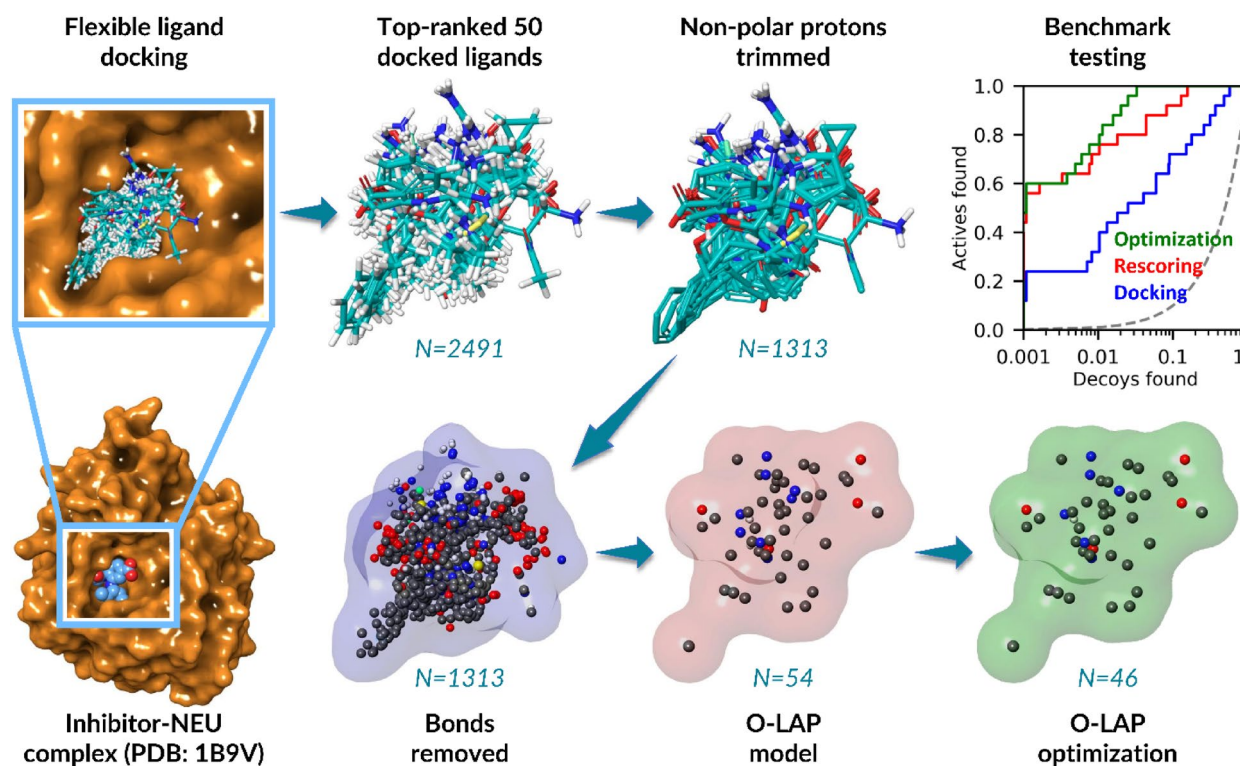 Flexible ligand
docking
Top-ranked 50
docked ligands
Non-polar protons
trimmed
Benchmark
testing
N=2491
N=1313
Actives found
1.0
0.8
0.6
0.4
0.2
0.0
Optimization
Rescoring
Docking
0.001
0.01
0.1
1
Decoys found
N=1313
N=54
N=46
Inhibitor-NEU
complex (PDB: 1B9V)
Bonds
removed
O-LAP
model
O-LAP
optimization